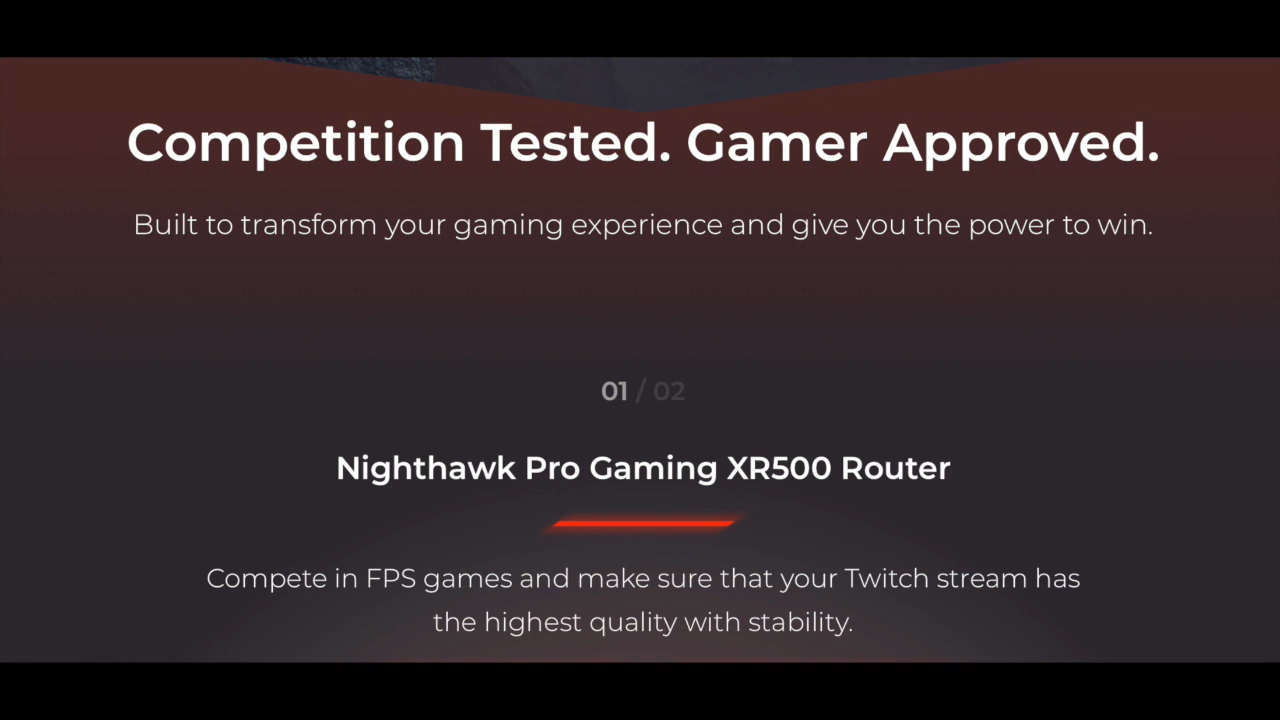 Competition Tested. Gamer Approved.
Built to transform your gaming experience and give you the power to win.
01 / 02
Nighthawk Pro Gaming XR500 Router
Compete in FPS games and make sure that your Twitch stream has
the highest quality with stability.